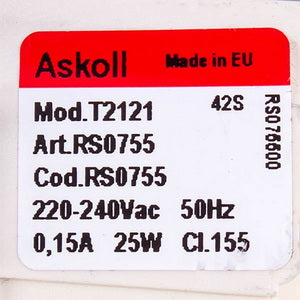 Askoll Made in EU
Mod.T2121 42S
Art.RS0755
Cod.RS0755
220-240Vac 50Hz
0,15A 25W Cl.155
RS076600